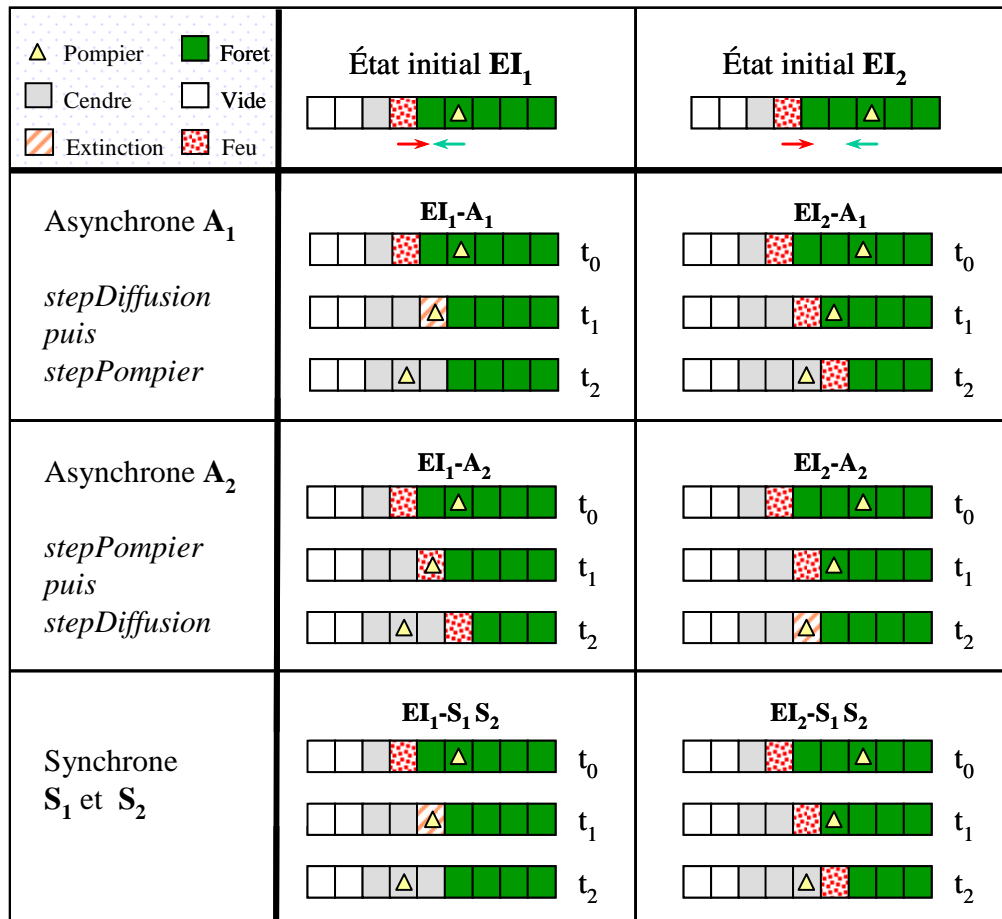 Pompier
Foret
Cendre
Vide
Extinction
Feu
État initial EI1
État initial EI2
Asynchrone A1
stepDiffusion
puis
stepPompier
EI1-A1
t0
t1
t2
EI2-A1
t0
t1
t2
Asynchrone A2
stepPompier
puis
stepDiffusion
EI1-A2
t0
t1
t2
EI2-A2
t0
t1
t2
Synchrone
S1 et S2
EI1-S1 S2
t0
t1
t2
EI2-S1 S2
t0
t1
t2